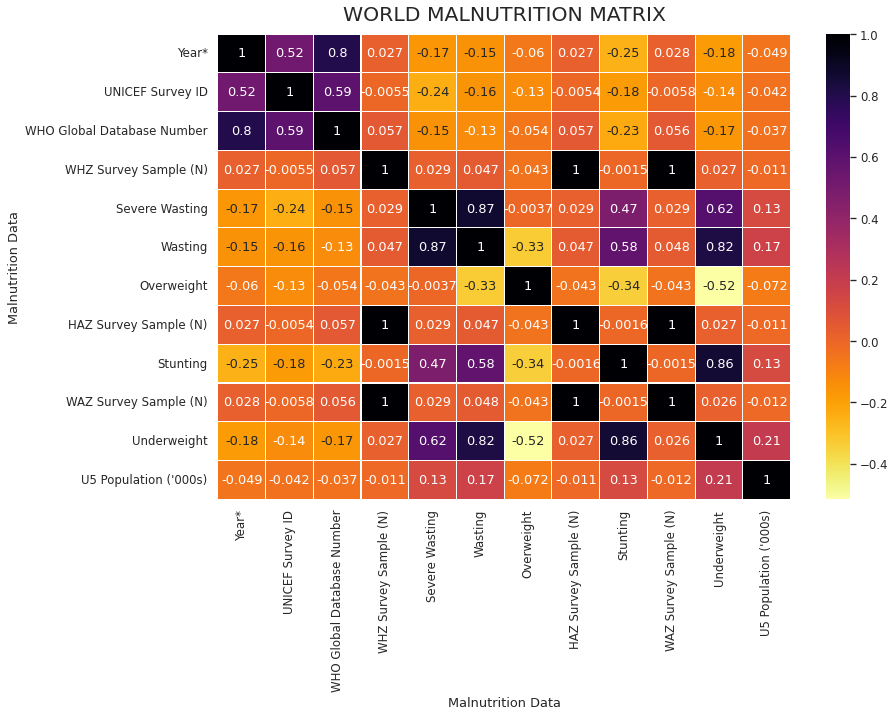 WORLD MALNUTRITION MATRIX
Year* 1 0.52 0.8 0.027 -0.17 -0.15 -0.06 0.027 -0.25 0.028 -0.18 -0.049
UNICEF Survey ID 0.52 1 0.59 -0.0055 -0.24 -0.16 -0.13 -0.0054 -0.18 -0.0058 -0.14 -0.042
WHO Global Database Number 0.8 0.59 1 0.057 -0.15 -0.13 -0.054 0.057 -0.23 0.056 -0.17 -0.037
WHZ Survey Sample (N) 0.027 -0.0055 0.057 1 0.029 0.047 -0.043 1 -0.0015 1 0.027 -0.011
Severe Wasting -0.17 -0.24 -0.15 0.029 1 0.87 -0.0037 0.029 0.47 0.029 0.62 0.13
Wasting -0.15 -0.16 -0.13 0.047 0.87 1 -0.33 0.047 0.58 0.048 0.82 0.17
Overweight -0.06 -0.13 -0.054 -0.043 -0.0037 -0.33 1 -0.043 -0.34 -0.043 -0.52 -0.072
HAZ Survey Sample (N) 0.027 -0.0054 0.057 1 0.029 0.047 -0.043 1 -0.0016 1 0.027 -0.011
Stunting -0.25 -0.18 -0.23 -0.0015 0.47 0.58 -0.34 -0.0016 1 -0.0015 0.86 0.13
WAZ Survey Sample (N) 0.028 -0.0058 0.056 1 0.029 0.048 -0.043 1 -0.0015 1 0.026 -0.012
Underweight -0.18 -0.14 -0.17 0.027 0.62 0.82 -0.52 0.027 0.86 0.026 1 0.21
U5 Population ('000s) -0.049 -0.042 -0.037 -0.011 0.13 0.17 -0.072 -0.011 0.13 -0.012 0.21 1
Malnutrition Data
Year*
UNICEF Survey ID
WHO Global Database Number
WHZ Survey Sample (N)
Severe Wasting
Wasting
Overweight
HAZ Survey Sample (N)
Stunting
WAZ Survey Sample (N)
Underweight
U5 Population ('000s)
Malnutrition Data
1.0
0.8
0.6
0.4
0.2
0.0
−0.2
−0.4